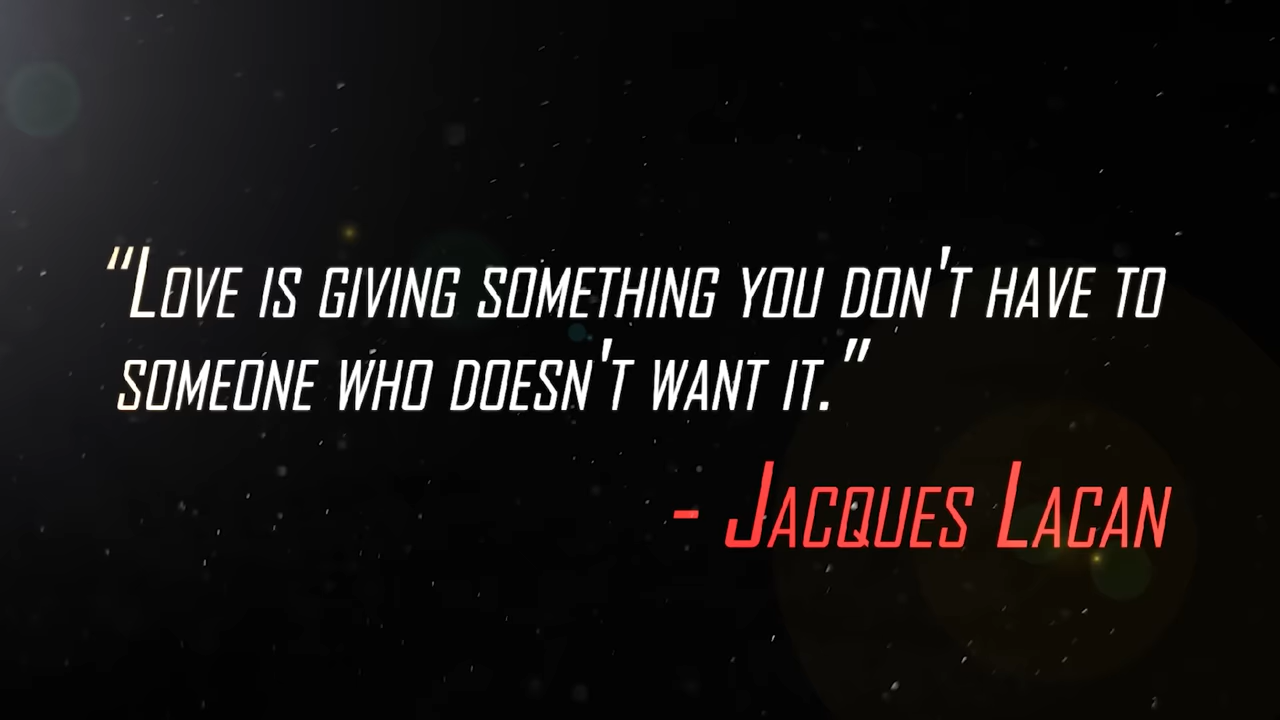 “Love is giving something you don't have to
someone who doesn't want it.”
- Jacques Lacan